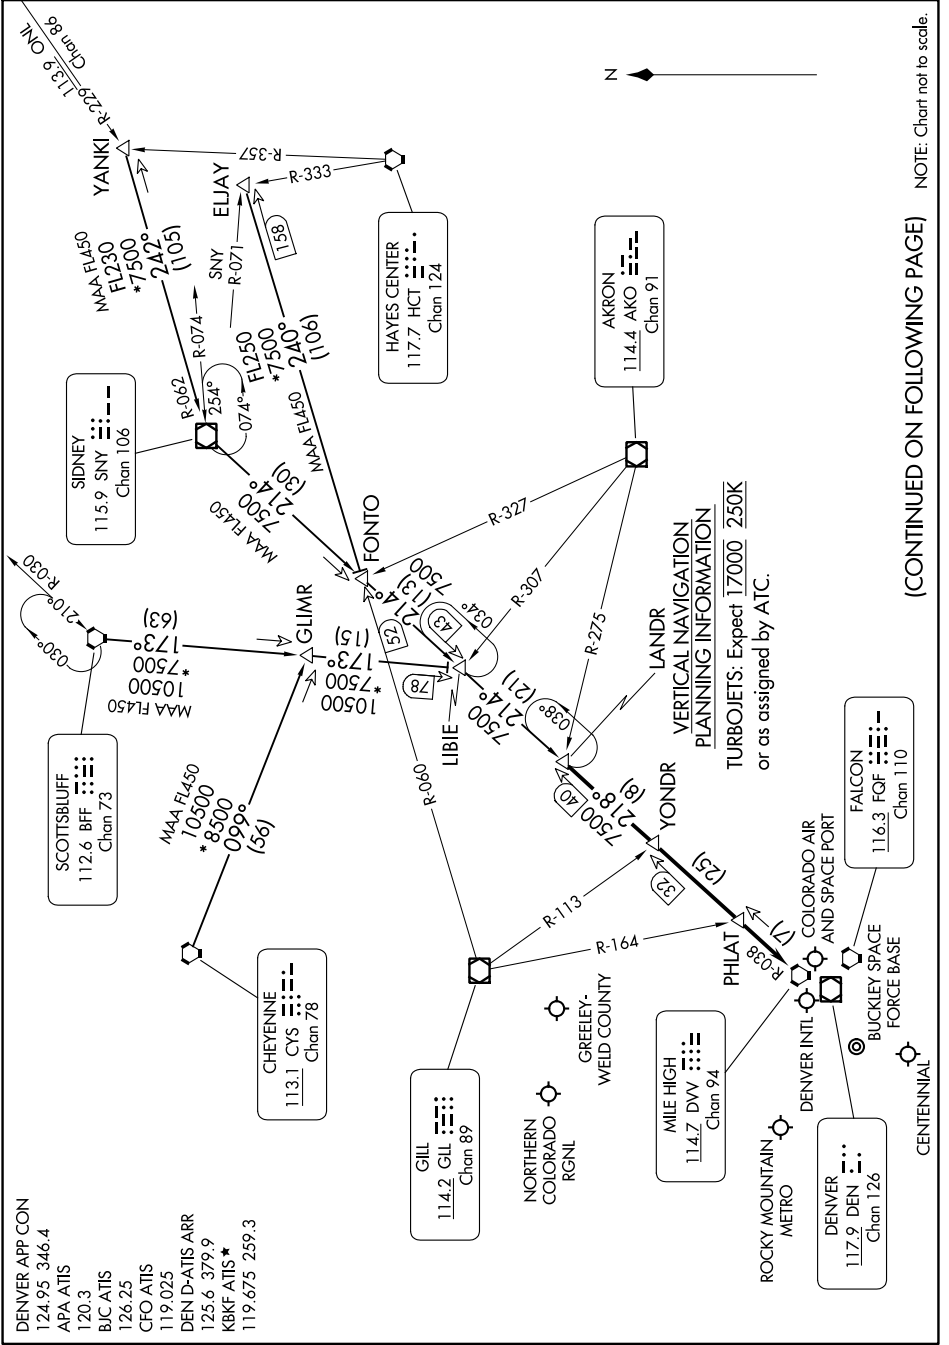 DENVER APP CON
124.95 346.4
APA ATIS
120.3
BJC ATIS
126.25
CFO ATIS
119.025
DEN D-ATIS ARR
125.6 379.9
KBKF ATIS★
119.675 259.3
SCOTTSBLUFF
112.6 BFF
Chan 73
R-030
210°
030°
MAA FL450
10500
*7500
173°
(63)
SIDNEY
115.9 SNY
Chan 106
R-062
R-074
254°
074°
YANKI
R-229
113.9 ONL
Chan 86
MAA FL450
FL230
*7500
242°
(105)
ELJAY
SNY
R-071
R-357
R-333
158
FL250
*7500
240°
(106)
MAA FL450
HAYES CENTER
117.7 HCT
Chan 124
CHEYENNE
113.1 CYS
Chan 78
MAA FL450
10500
*8500
099°
(56)
GLIMR
10500
*7500
173°
(15)
78
MAA FL450
7500
214°
(30)
FONTO
52
7500
214°
(13)
43
034°
LIBIE
R-327
R-307
R-275
AKRON
114.4 AKO
Chan 91
7500
214°
(21)
038°
LANDR
VERTICAL NAVIGATION
PLANNING INFORMATION
TURBOJETS: Expect 17000 250K
or as assigned by ATC.
40
7500
218°
(8)
YONDR
32
(25)
GILL
114.2 GLL
Chan 89
R-060
R-113
R-164
PHLAT
(7)
R-038
NORTHERN
COLORADO
RGNL
GREELEY-
WELD COUNTY
MILE HIGH
114.7 DVV
Chan 94
DENVER INTL
COLORADO AIR
AND SPACE PORT
FALCON
116.3 FQF
Chan 110
ROCKY MOUNTAIN
METRO
DENVER
117.9 DEN
Chan 126
BUCKLEY SPACE
FORCE BASE
CENTENNIAL
N
(CONTINUED ON FOLLOWING PAGE)
NOTE: Chart not to scale.